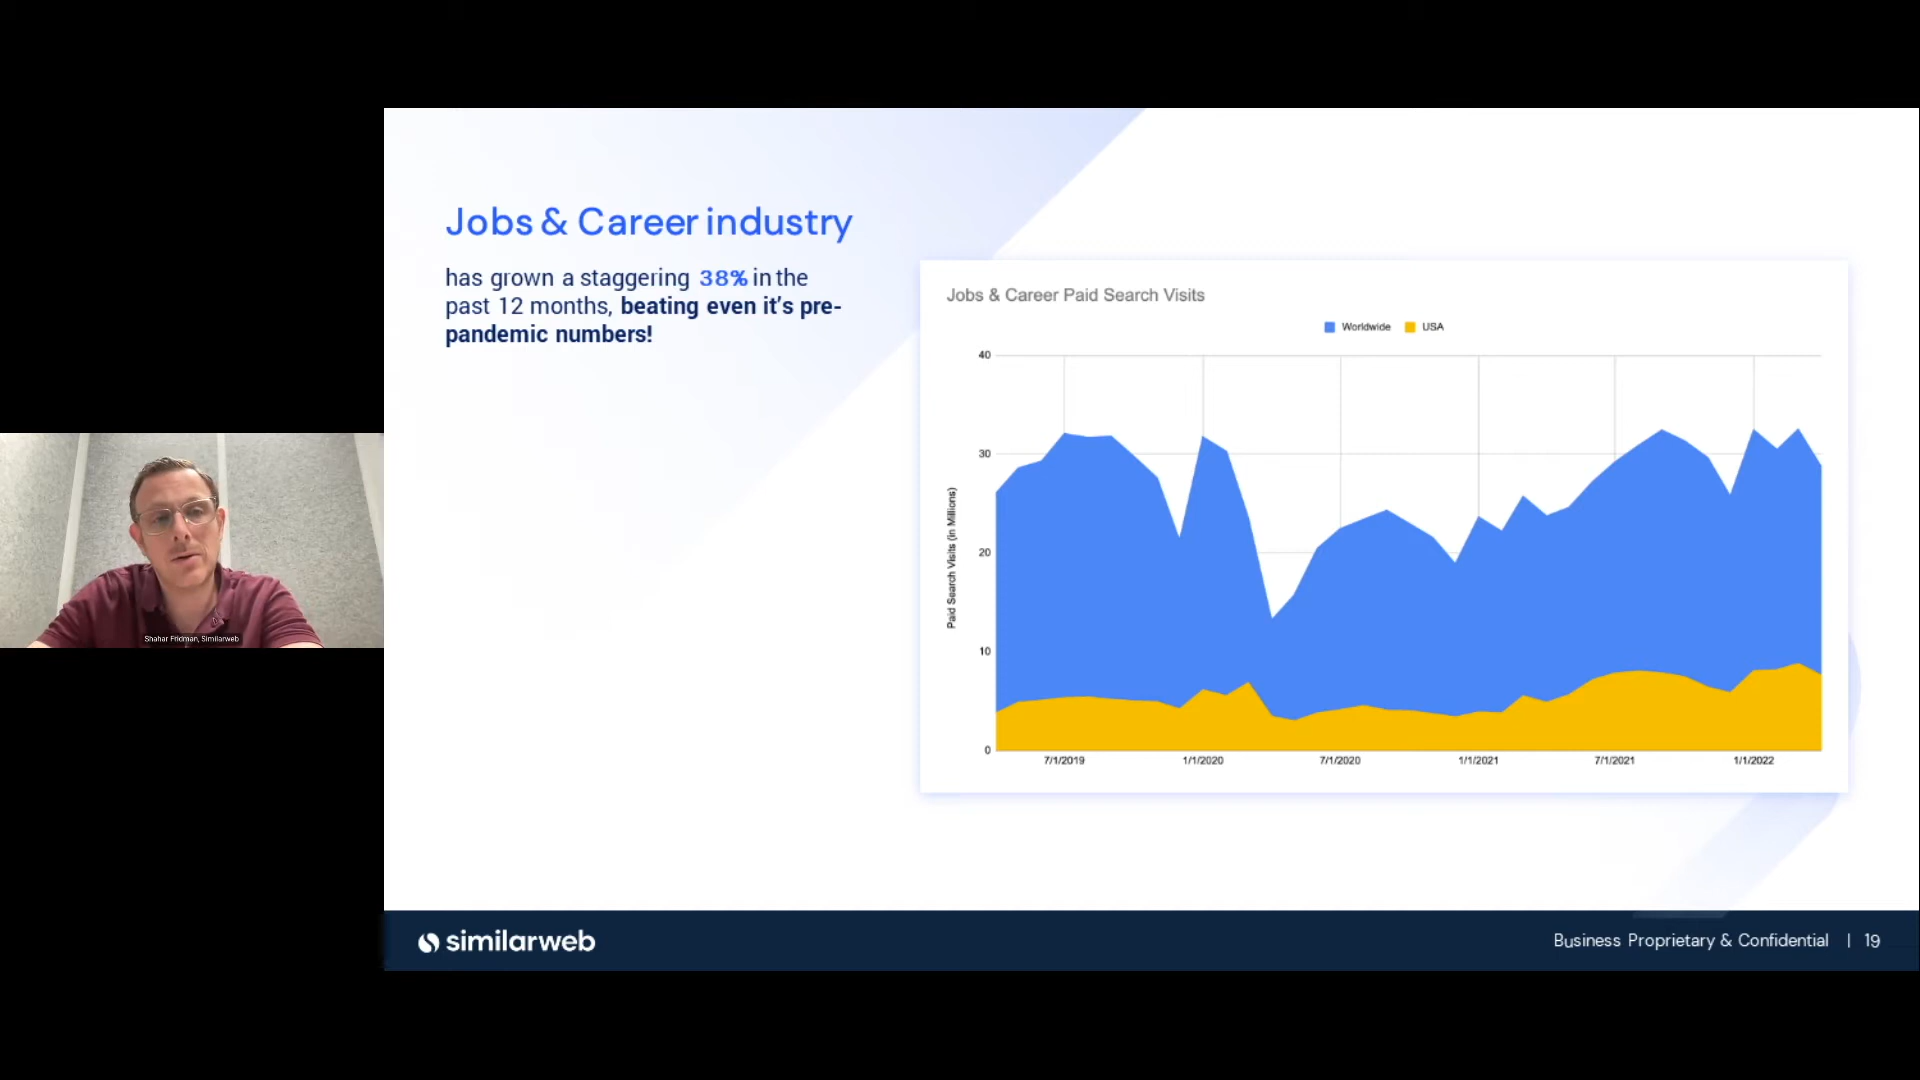 Jobs & Career industry
has grown a staggering 38% in the
past 12 months, beating even it's pre-
pandemic numbers!
Jobs & Career Paid Search Visits
Worldwide USA
Paid Search Visits (in Millions)
40
30
20
10
0
7/1/2019 1/1/2020 7/1/2020 1/1/2021 7/1/2021 1/1/2022
Shahar Fridman, Similarweb
similarweb
Business Proprietary & Confidential | 19